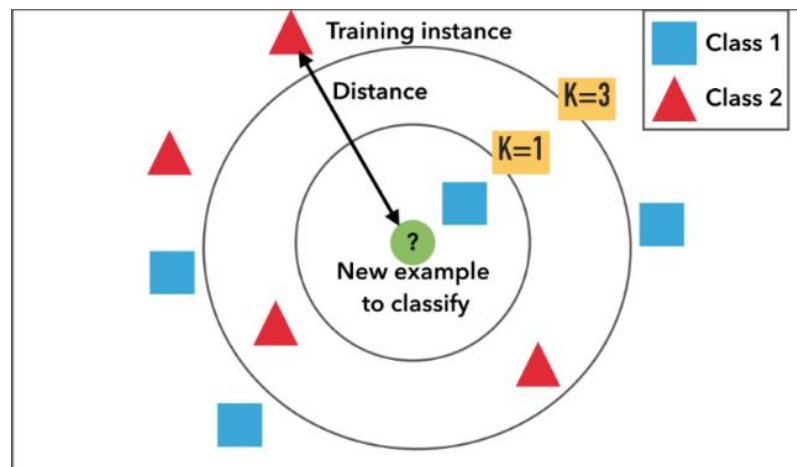 Training instance
Class 1
Distance
K=3
Class 2
K=1
?
New example
to classify